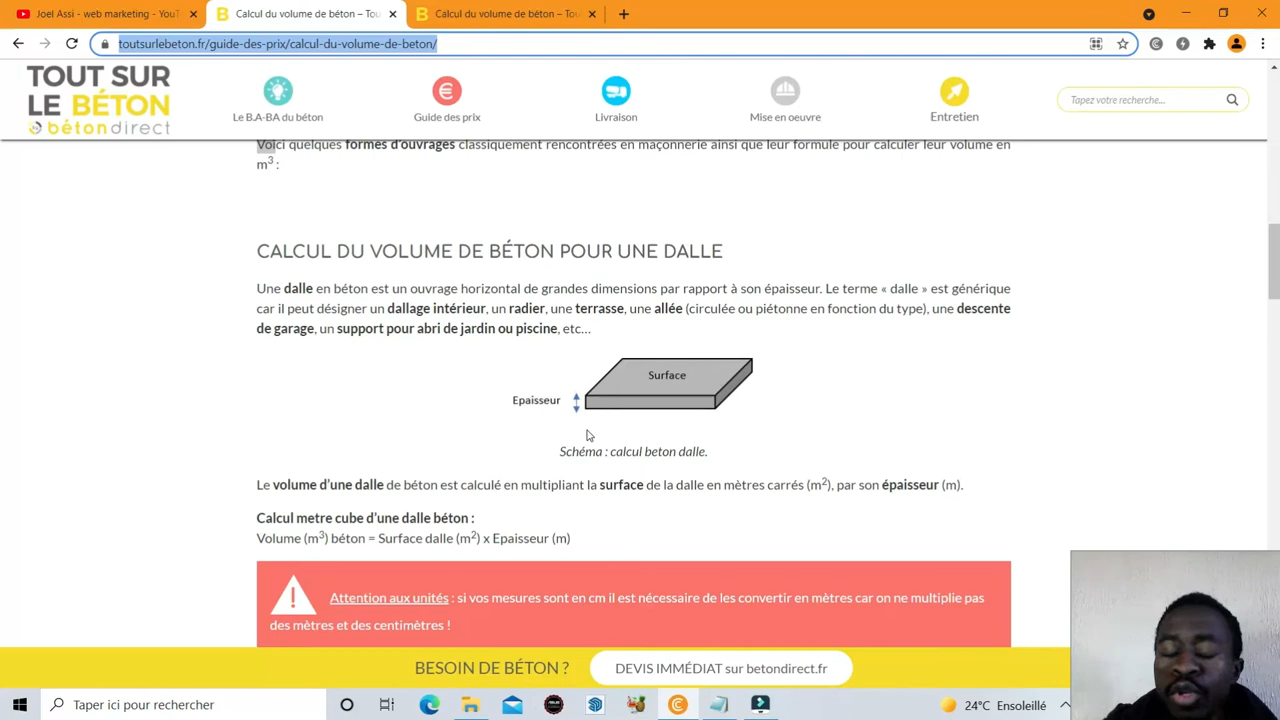 Joel Assi - web marketing - YouT
Calcul du volume de béton – Tou
Calcul du volume de béton – Tou
toutsurlebeton.fr/guide-des-prix/calcul-du-volume-de-beton/
TOUT SUR
LE BÉTON
bétondirect
Le B.A-BA du béton
Guide des prix
Livraison
Mise en oeuvre
Entretien
Tapez votre recherche...
Voici quelques formes d'ouvrages classiquement rencontrées en maçonnerie ainsi que leur formule pour calculer leur volume en
m³ :
CALCUL DU VOLUME DE BÉTON POUR UNE DALLE
Une dalle en béton est un ouvrage horizontal de grandes dimensions par rapport à son épaisseur. Le terme « dalle » est générique
car il peut désigner un dallage intérieur, un radier, une terrasse, une allée (circulée ou piétonne en fonction du type), une descente
de garage, un support pour abri de jardin ou piscine, etc…
Surface
Epaisseur
Schéma : calcul beton dalle.
Le volume d'une dalle de béton est calculé en multipliant la surface de la dalle en mètres carrés (m²), par son épaisseur (m).
Calcul metre cube d'une dalle béton :
Volume (m³) béton = Surface dalle (m²) x Epaisseur (m)
Attention aux unités : si vos mesures sont en cm il est nécessaire de les convertir en mètres car on ne multiplie pas
des mètres et des centimètres !
BESOIN DE BÉTON ?
DEVIS IMMÉDIAT sur betondirect.fr
Taper ici pour rechercher
24°C Ensoleillé